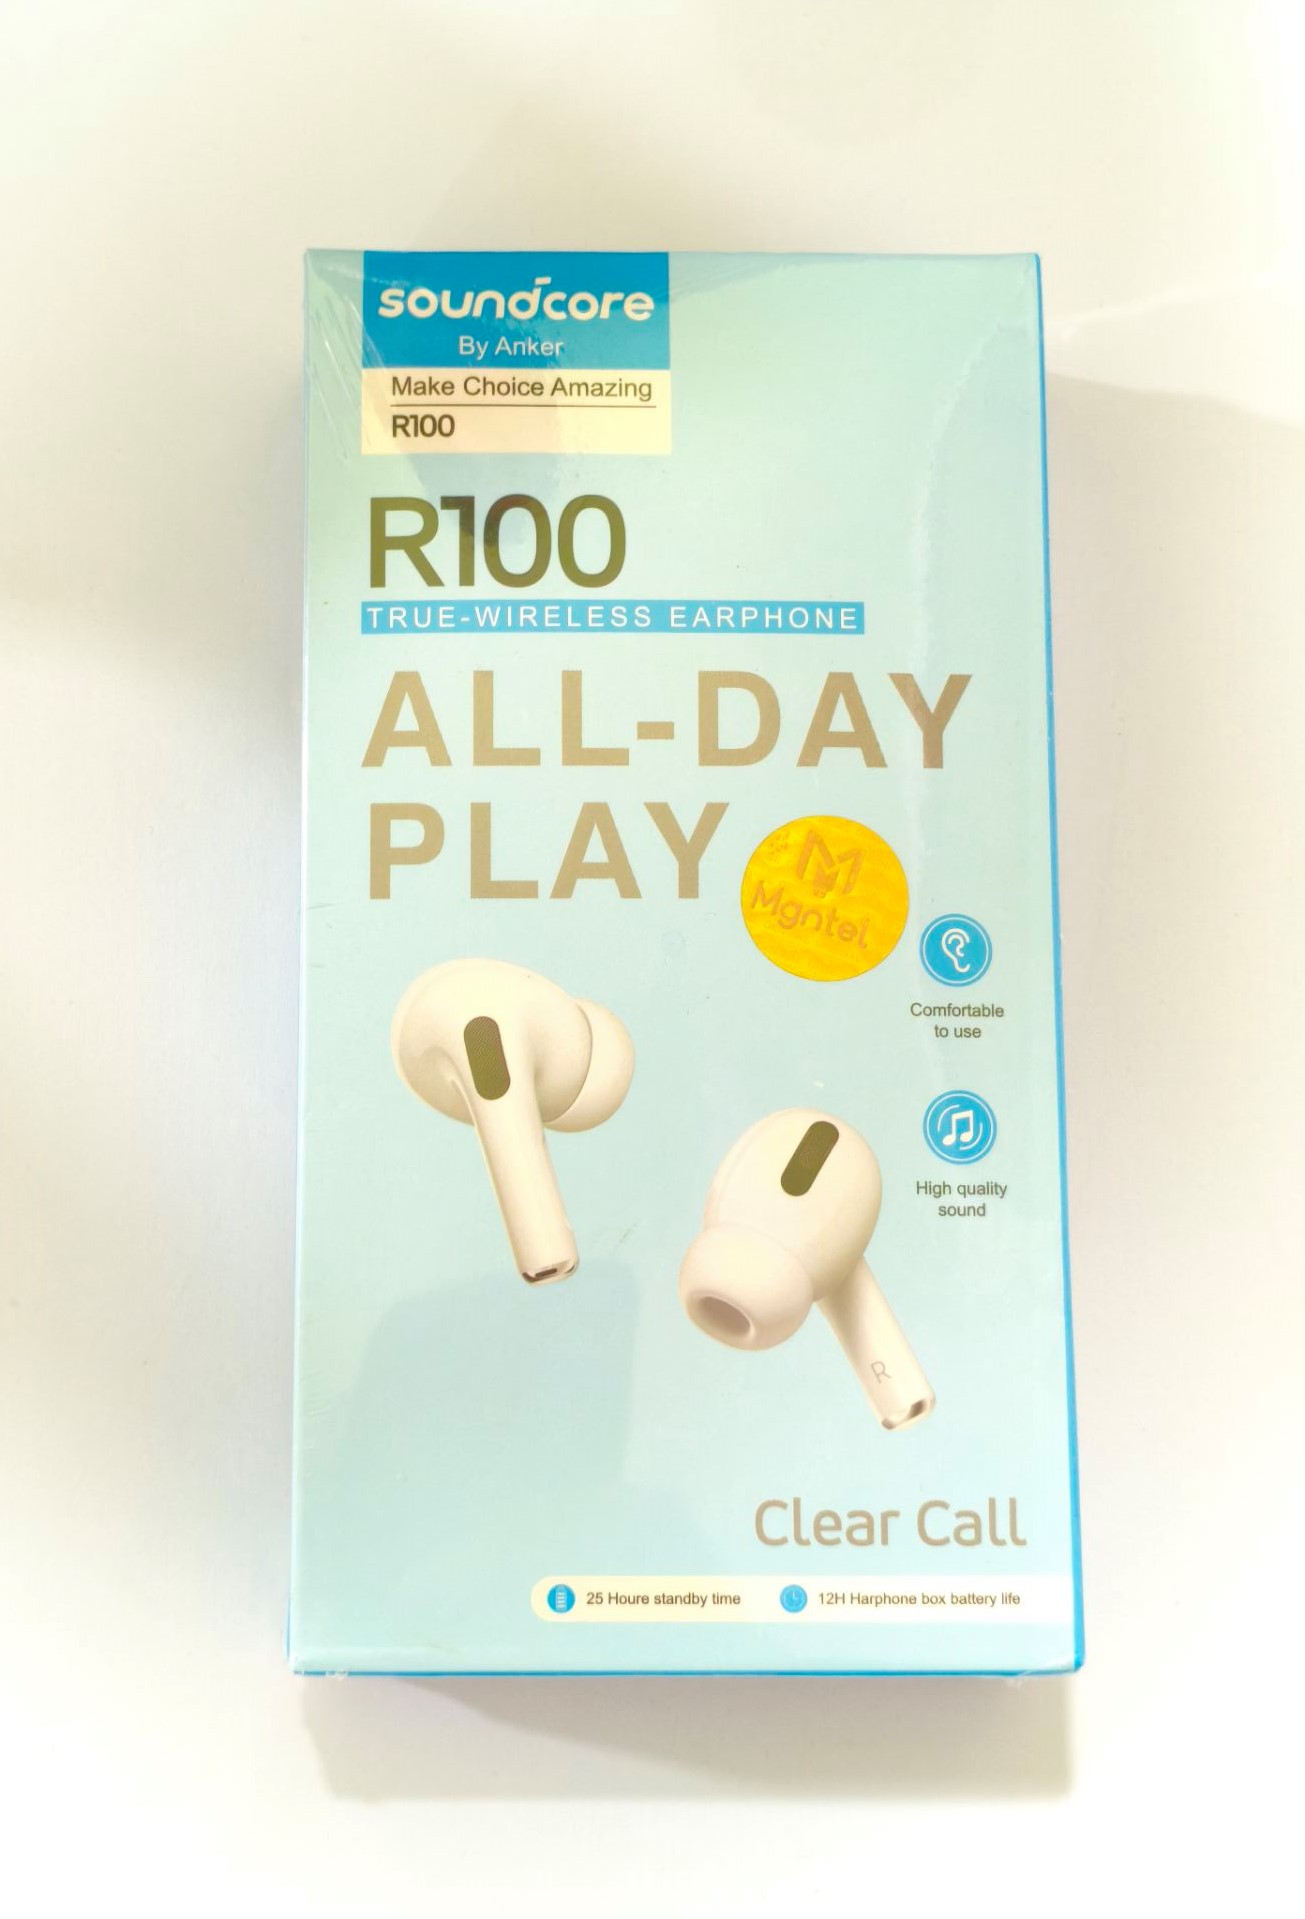 soundcore
By Anker
Make Choice Amazing
R100
R100
TRUE-WIRELESS EARPHONE
ALL-DAY
PLAY
M
Mgntel
Comfortable
to use
High quality
sound
R
Clear Call
25 Houre standby time
12H Harphone box battery life